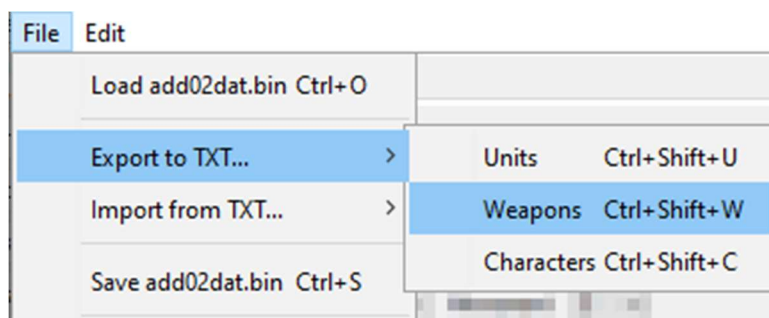 File Edit
Load add02dat.bin Ctrl+O
Export to TXT... >
Units Ctrl+Shift+U
Import from TXT... >
Weapons Ctrl+Shift+W
Characters Ctrl+Shift+C
Save add02dat.bin Ctrl+S